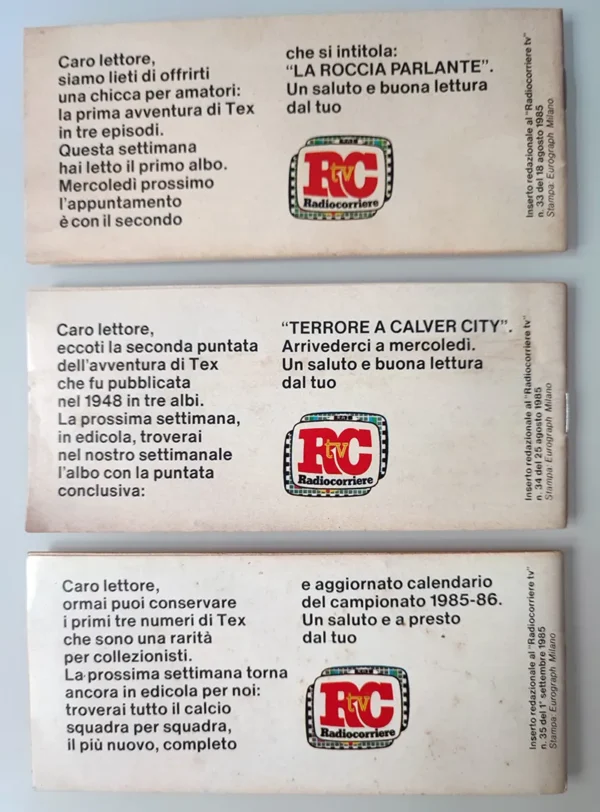 Caro lettore,
siamo lieti di offrirti
una chicca per amatori:
la prima avventura di Tex
in tre episodi.
Questa settimana
hai letto il primo albo.
Mercoledì prossimo
l'appuntamento
è con il secondo
che si intitola:
“LA ROCCIA PARLANTE”.
Un saluto e buona lettura
dal tuo
RC
tv
Radiocorriere
Inserto redazionale al “Radiocorriere tv”
n. 33 del 18 agosto 1985
Stampa: Eurograph Milano
Caro lettore,
eccoti la seconda puntata
dell'avventura di Tex
che fu pubblicata
nel 1948 in tre albi.
La prossima settimana,
in edicola, troverai
nel nostro settimanale
l'albo con la puntata
conclusiva:
“TERRORE A CALVER CITY”.
Arrivederci a mercoledì.
Un saluto e buona lettura
dal tuo
RC
tv
Radiocorriere
Inserto redazionale al “Radiocorriere tv”
n. 34 del 25 agosto 1985
Stampa: Eurograph Milano
Caro lettore,
ormai puoi conservare
i primi tre numeri di Tex
che sono una rarità
per collezionisti.
La prossima settimana torna
ancora in edicola per noi:
troverai tutto il calcio
squadra per squadra,
il più nuovo, completo
e aggiornato calendario
del campionato 1985-86.
Un saluto e a presto
dal tuo
RC
tv
Radiocorriere
Inserto redazionale al “Radiocorriere tv”
n. 35 del 1° settembre 1985
Stampa: Eurograph Milano